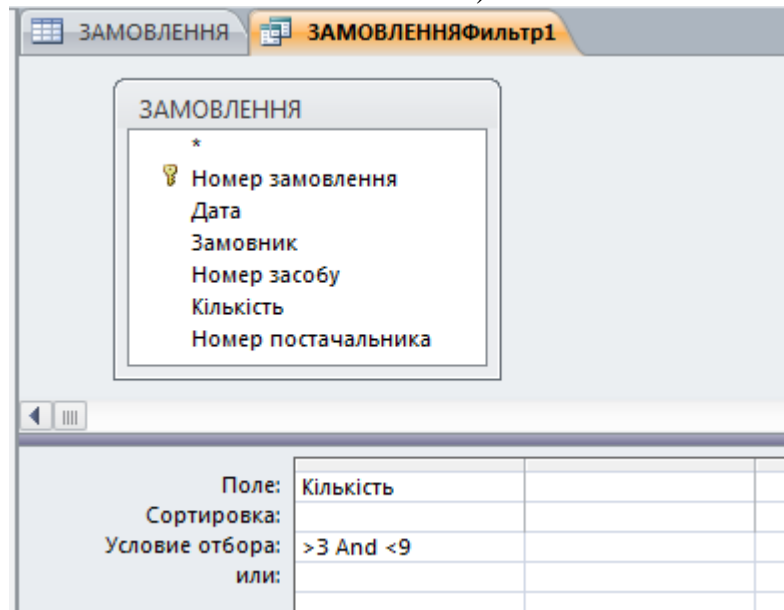 ЗАМОВЛЕННЯ ЗАМОВЛЕННЯФильтр1
ЗАМОВЛЕННЯ
*
Номер замовлення
Дата
Замовник
Номер засобу
Кількість
Номер постачальника
Поле: Кількість
Сортировка:
Условие отбора: >3 And <9
или: